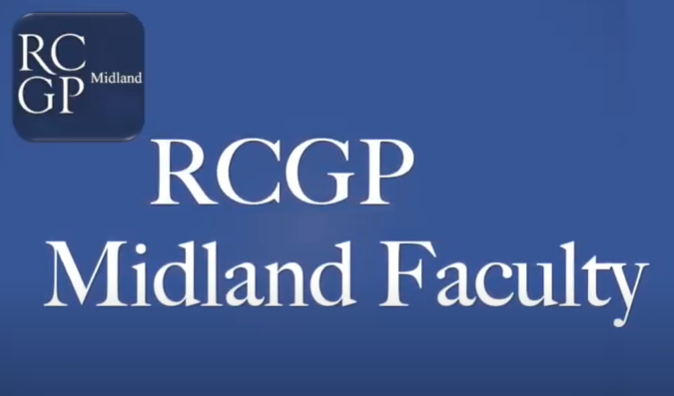 RC
GP Midland
RCGP
Midland Faculty